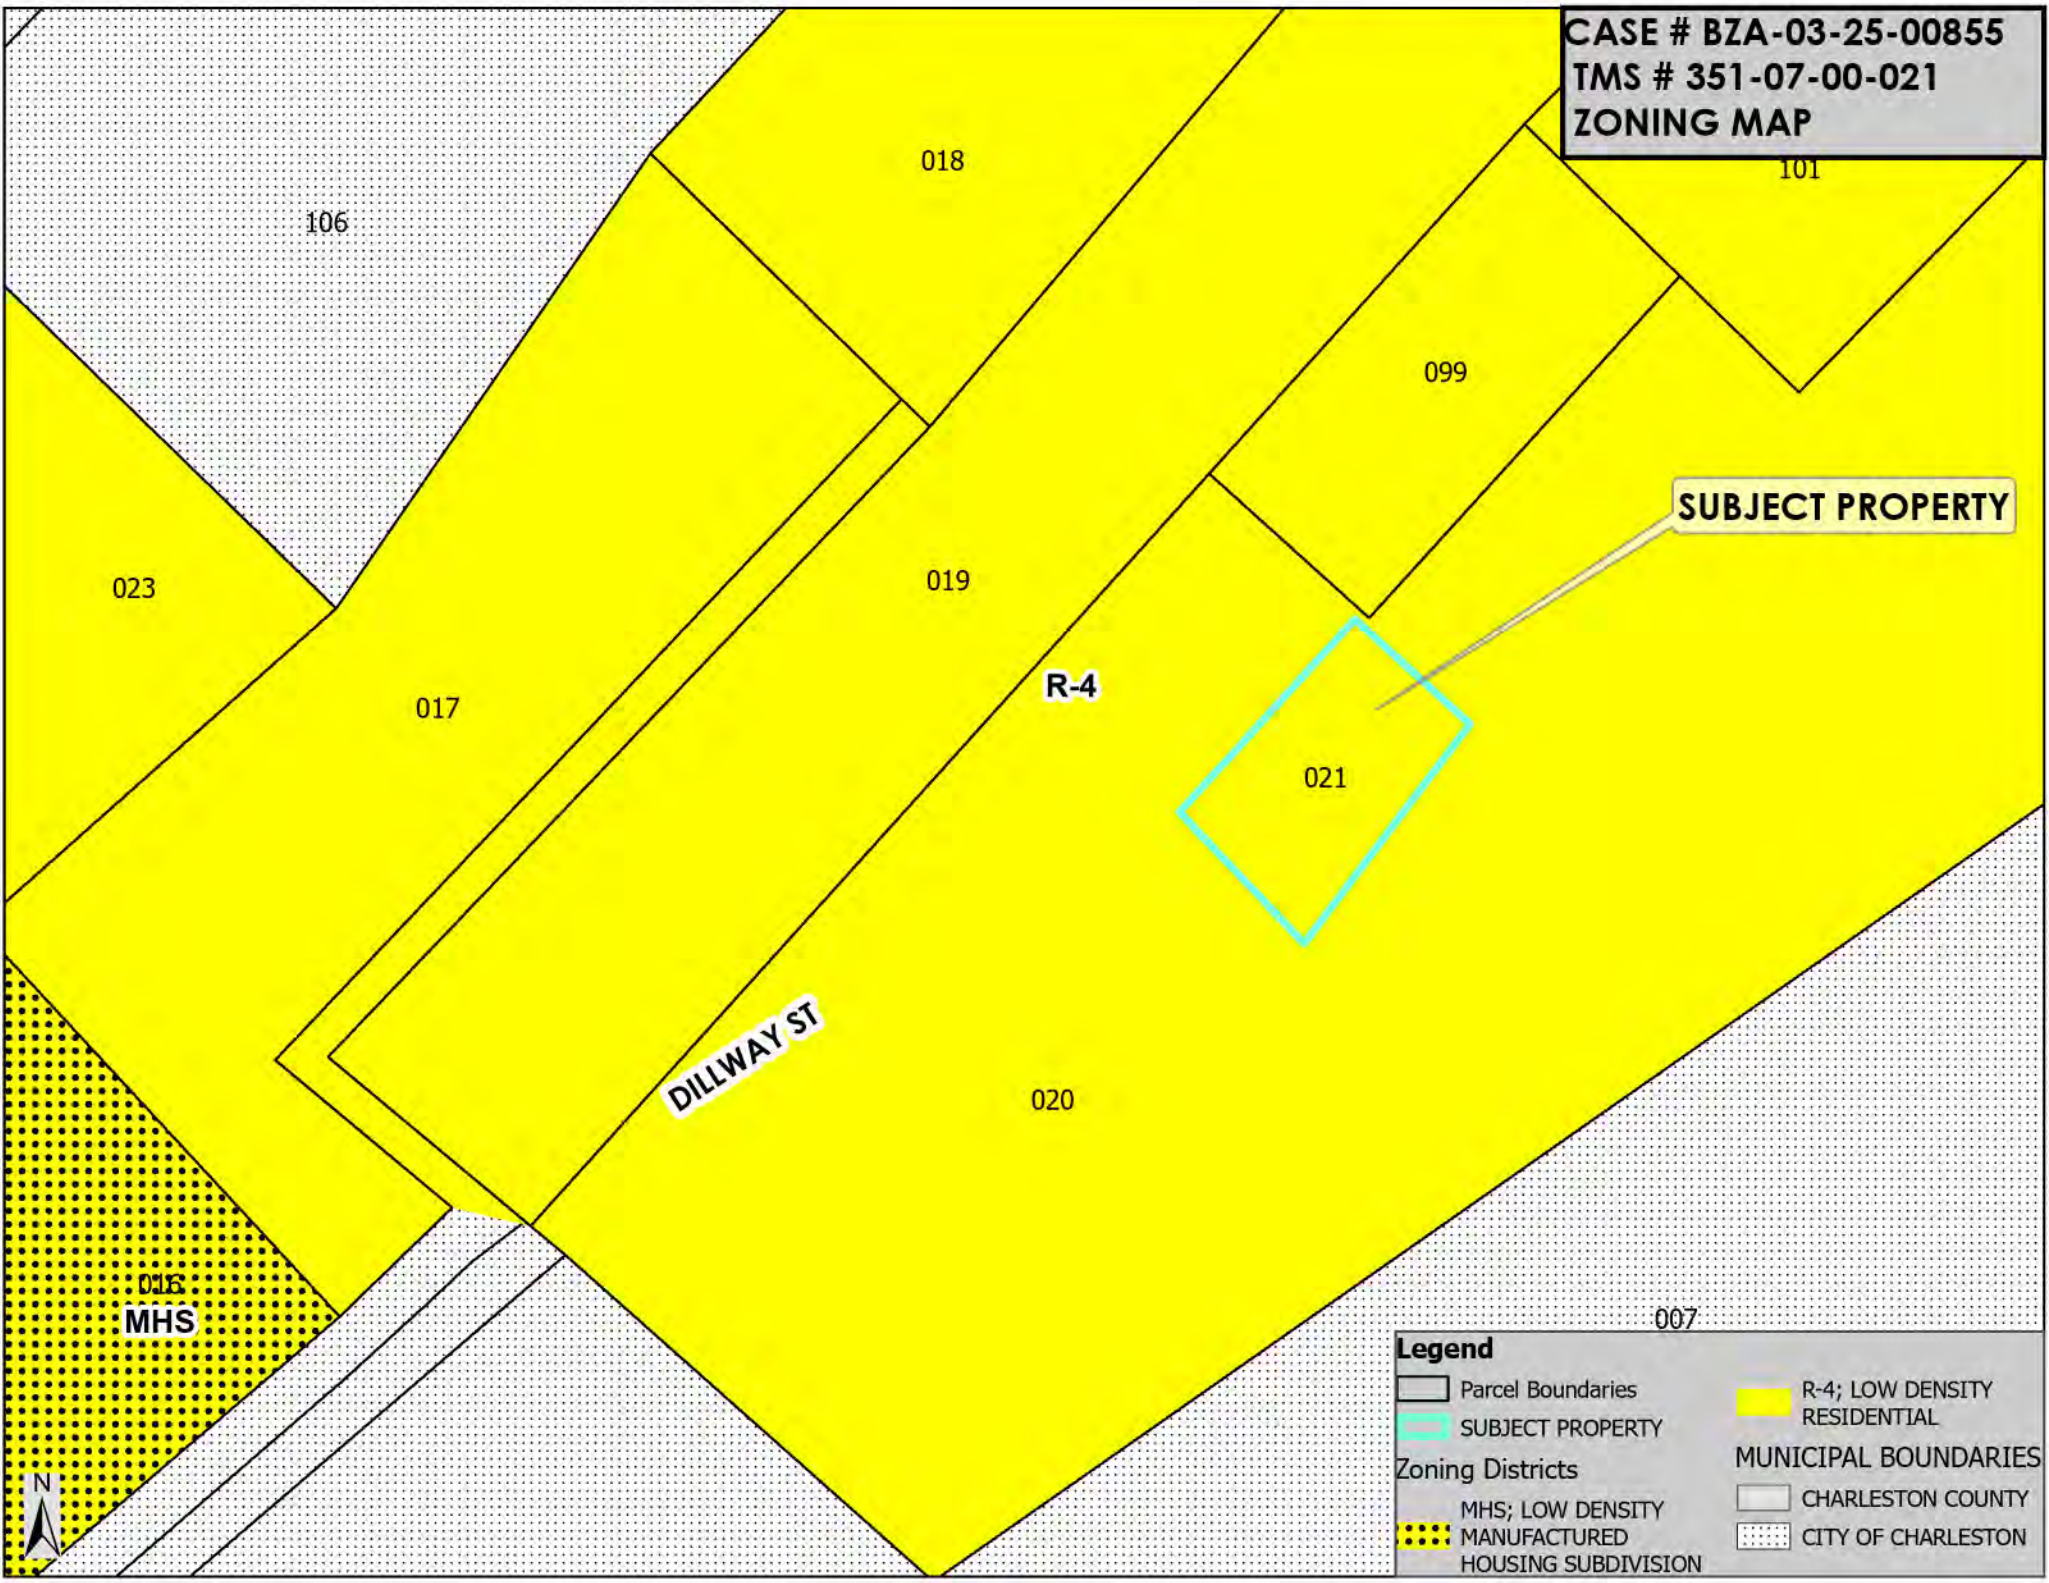 CASE # BZA-03-25-00855
TMS # 351-07-00-021
ZONING MAP
101
018
106
099
SUBJECT PROPERTY
019
023
R-4
017
021
DILLWAY ST
020
016
MHS
007
N
Legend
Parcel Boundaries
SUBJECT PROPERTY
Zoning Districts
MHS; LOW DENSITY
MANUFACTURED
HOUSING SUBDIVISION
R-4; LOW DENSITY
RESIDENTIAL
MUNICIPAL BOUNDARIES
CHARLESTON COUNTY
CITY OF CHARLESTON